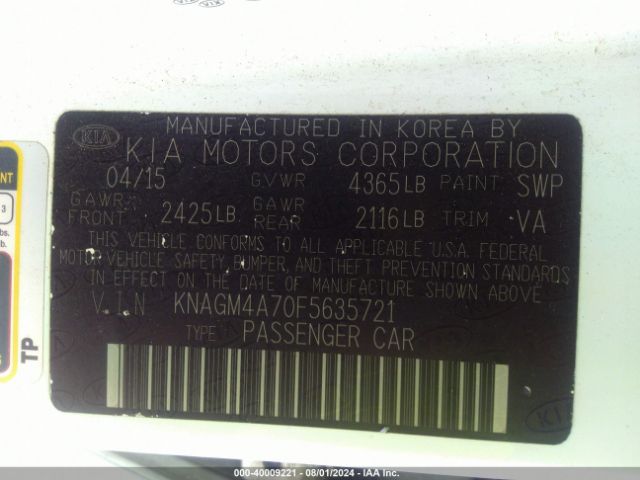 MANUFACTURED IN KOREA BY
KIA KIA MOTORS CORPORATION
04/15 GVWR 4365LB PAINT SWP
GAWR FRONT 2425LB GAWR REAR 2116LB TRIM VA
THIS VEHICLE CONFORMS TO ALL APPLICABLE U.S.A. FEDERAL
MOTOR VEHICLE SAFETY, BUMPER, AND THEFT PREVENTION STANDARDS
IN EFFECT ON THE DATE OF MANUFACTURE SHOWN ABOVE.
V.I.N KNAGM4A70F5635721
TYPE: PASSENGER CAR
KIA
TP
000-40009221 - 08/01/2024 - IAA Inc.